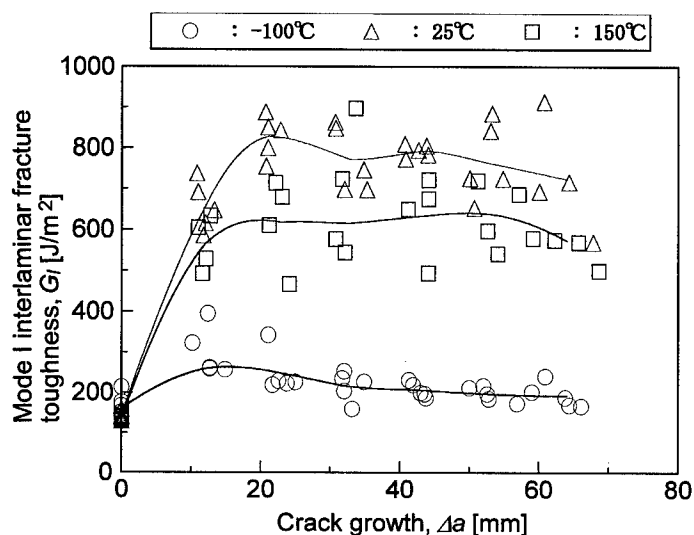 ○ : -100℃ △ : 25℃ □ : 150℃
1000
800
600
400
200
0
0 20 40 60 80
Mode I interlaminar fracture
toughness, G_I [J/m²]
Crack growth, Δa [mm]